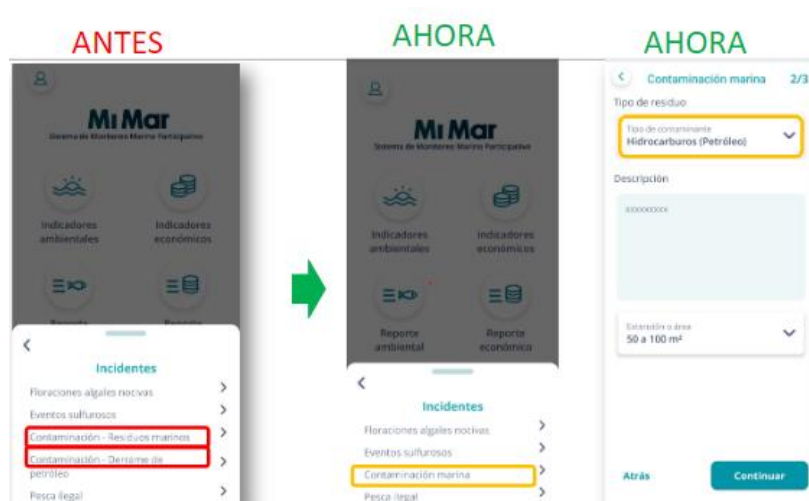 ANTES
AHORA
AHORA
Mi Mar
Sistema de Monitoreo Marino Participativo
Indicadores
ambientales
Indicadores
económicos
Reporte
Reporte
Incidentes
Floraciones algales nocivas
Eventos sulfurosos
Contaminación - Residuos marinos
Contaminación - Derrame de
petróleo
Pesca ilegal
Mi Mar
Sistema de Monitoreo Marino Participativo
Indicadores
ambientales
Indicadores
económicos
Reporte
ambiental
Reporte
económico
Incidentes
Floraciones algales nocivas
Eventos sulfurosos
Contaminación marina
Pesca ilegal
Contaminación marina 2/3
Tipo de residuo
Tipo de contaminante
Hidrocarburos (Petróleo)
Descripción
xxxxxxxxx
Extensión o área
50 a 100 m²
Atrás
Continuar